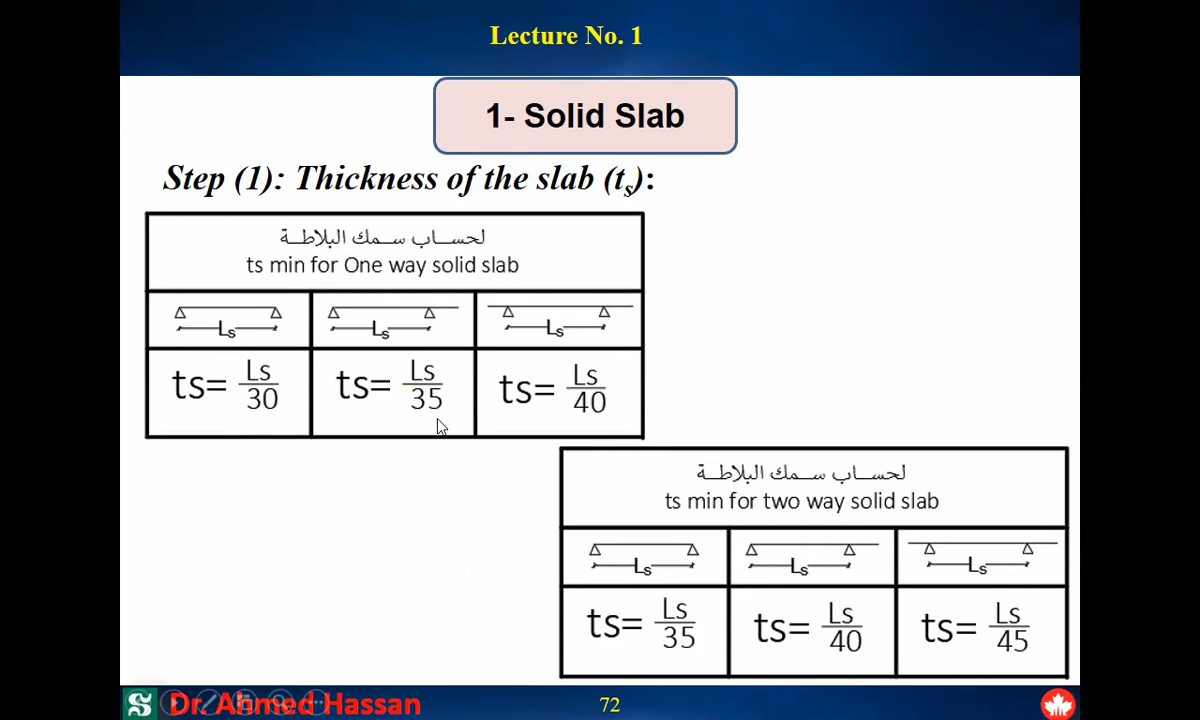 Lecture No. 1
1- Solid Slab
Step (1): Thickness of the slab (ts):
لحساب سمك البلاطة
ts min for One way solid slab
Ls Ls Ls
ts= Ls/30 ts= Ls/35 ts= Ls/40
لحساب سمك البلاطة
ts min for two way solid slab
Ls Ls Ls
ts= Ls/35 ts= Ls/40 ts= Ls/45
Dr. Ahmed Hassan
72